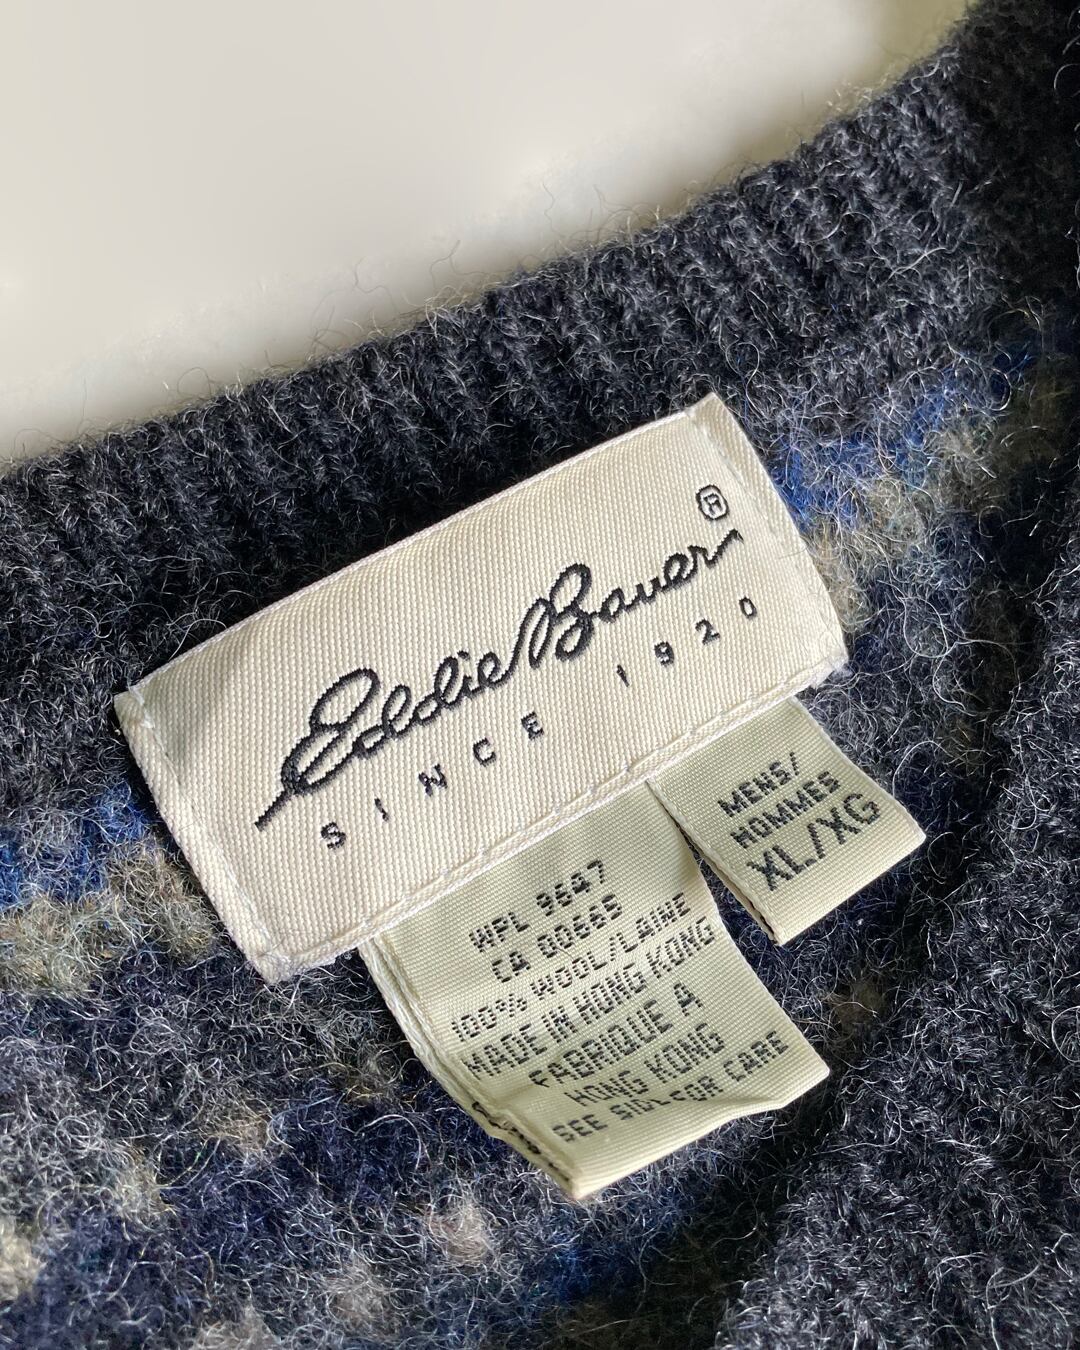 Eddie Bauer®
SINCE 1920
MENS/
HOMMES
XL/XG
WPL 9647
CA 00665
100% WOOL/LAINE
MADE IN HONG KONG
FABRIQUE A
HONG KONG
SEE SIDE FOR CARE